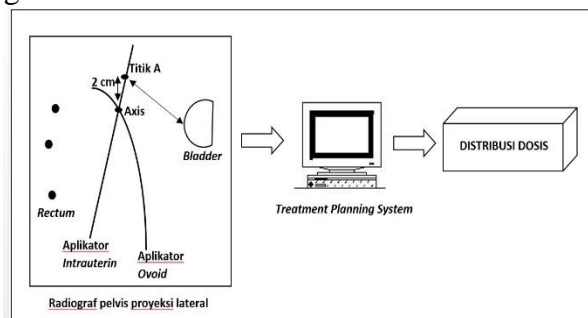 Titik A
2 cm
Axis
Bladder
Rectum
Aplikator
Intrauterin
Aplikator
Ovoid
Radiograf pelvis proyeksi lateral
Treatment Planning System
DISTRIBUSI DOSIS